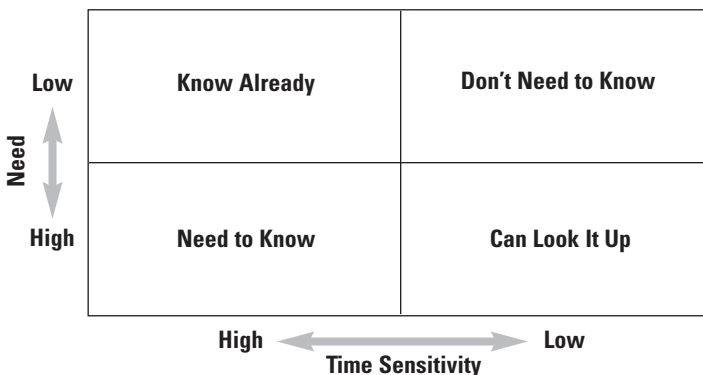 Low
Know Already
Don't Need to Know
Need
High
Need to Know
Can Look It Up
High
Low
Time Sensitivity